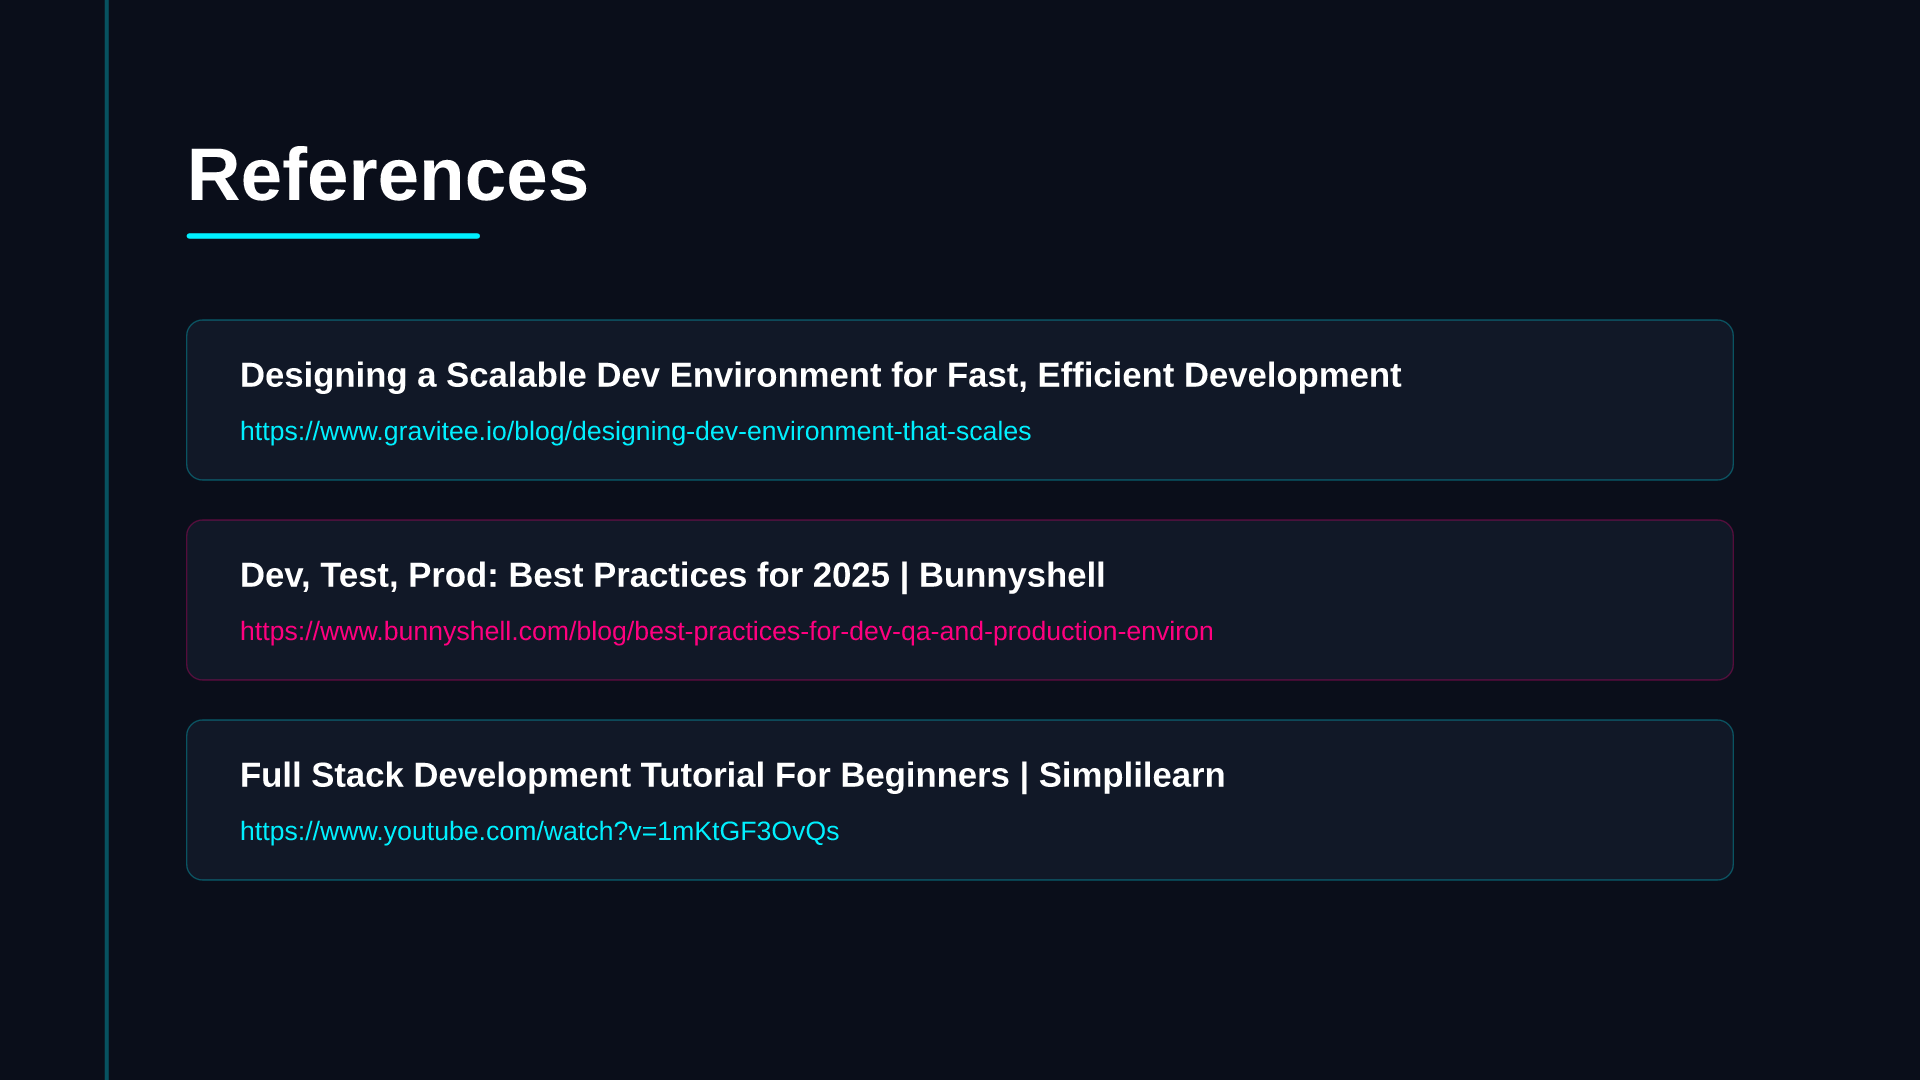 References
Designing a Scalable Dev Environment for Fast, Efficient Development
https://www.gravitee.io/blog/designing-dev-environment-that-scales
Dev, Test, Prod: Best Practices for 2025 | Bunnyshell
https://www.bunnyshell.com/blog/best-practices-for-dev-qa-and-production-environ
Full Stack Development Tutorial For Beginners | Simplilearn
https://www.youtube.com/watch?v=1mKtGF3OvQs